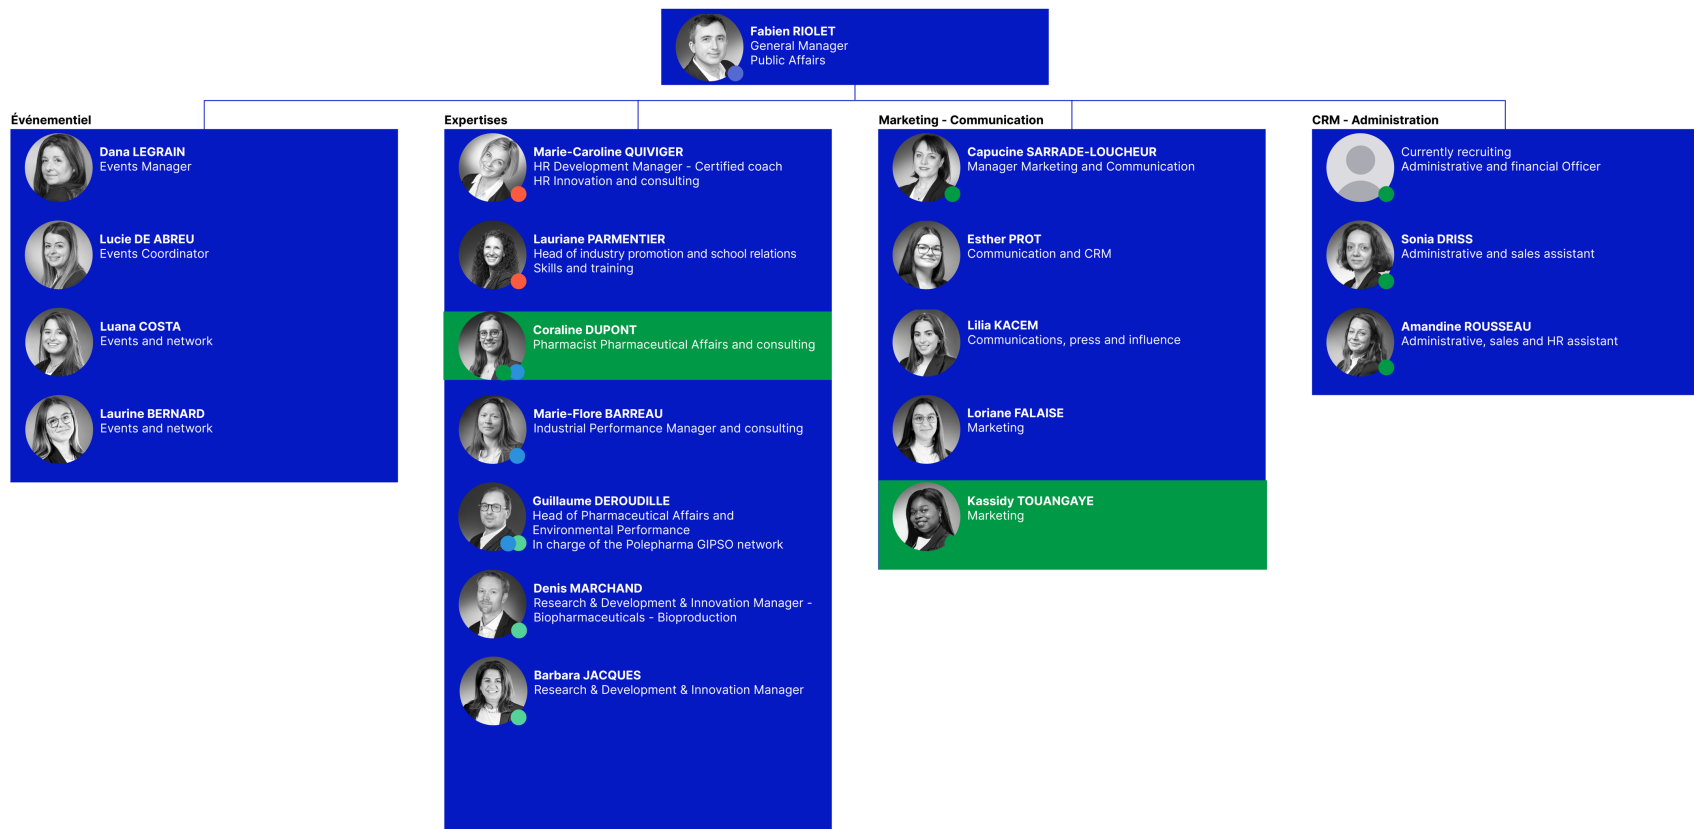 Fabien RIOLET
General Manager
Public Affairs
Événementiel
Dana LEGRAIN
Events Manager
Lucie DE ABREU
Events Coordinator
Luana COSTA
Events and network
Laurine BERNARD
Events and network
Expertises
Marie-Caroline QUIVIGER
HR Development Manager - Certified coach
HR Innovation and consulting
Lauriane PARMENTIER
Head of industry promotion and school relations
Skills and training
Coraline DUPONT
Pharmacist Pharmaceutical Affairs and consulting
Marie-Flore BARREAU
Industrial Performance Manager and consulting
Guillaume DEROUDILLE
Head of Pharmaceutical Affairs and
Environmental Performance
In charge of the Polepharma GIPSO network
Denis MARCHAND
Research & Development & Innovation Manager -
Biopharmaceuticals - Bioproduction
Barbara JACQUES
Research & Development & Innovation Manager
Marketing - Communication
Capucine SARRADE-LOUCHEUR
Manager Marketing and Communication
Esther PROT
Communication and CRM
Lilia KACEM
Communications, press and influence
Loriane FALAISE
Marketing
Kassidy TOUANGAYE
Marketing
CRM - Administration
Currently recruiting
Administrative and financial Officer
Sonia DRISS
Administrative and sales assistant
Amandine ROUSSEAU
Administrative, sales and HR assistant